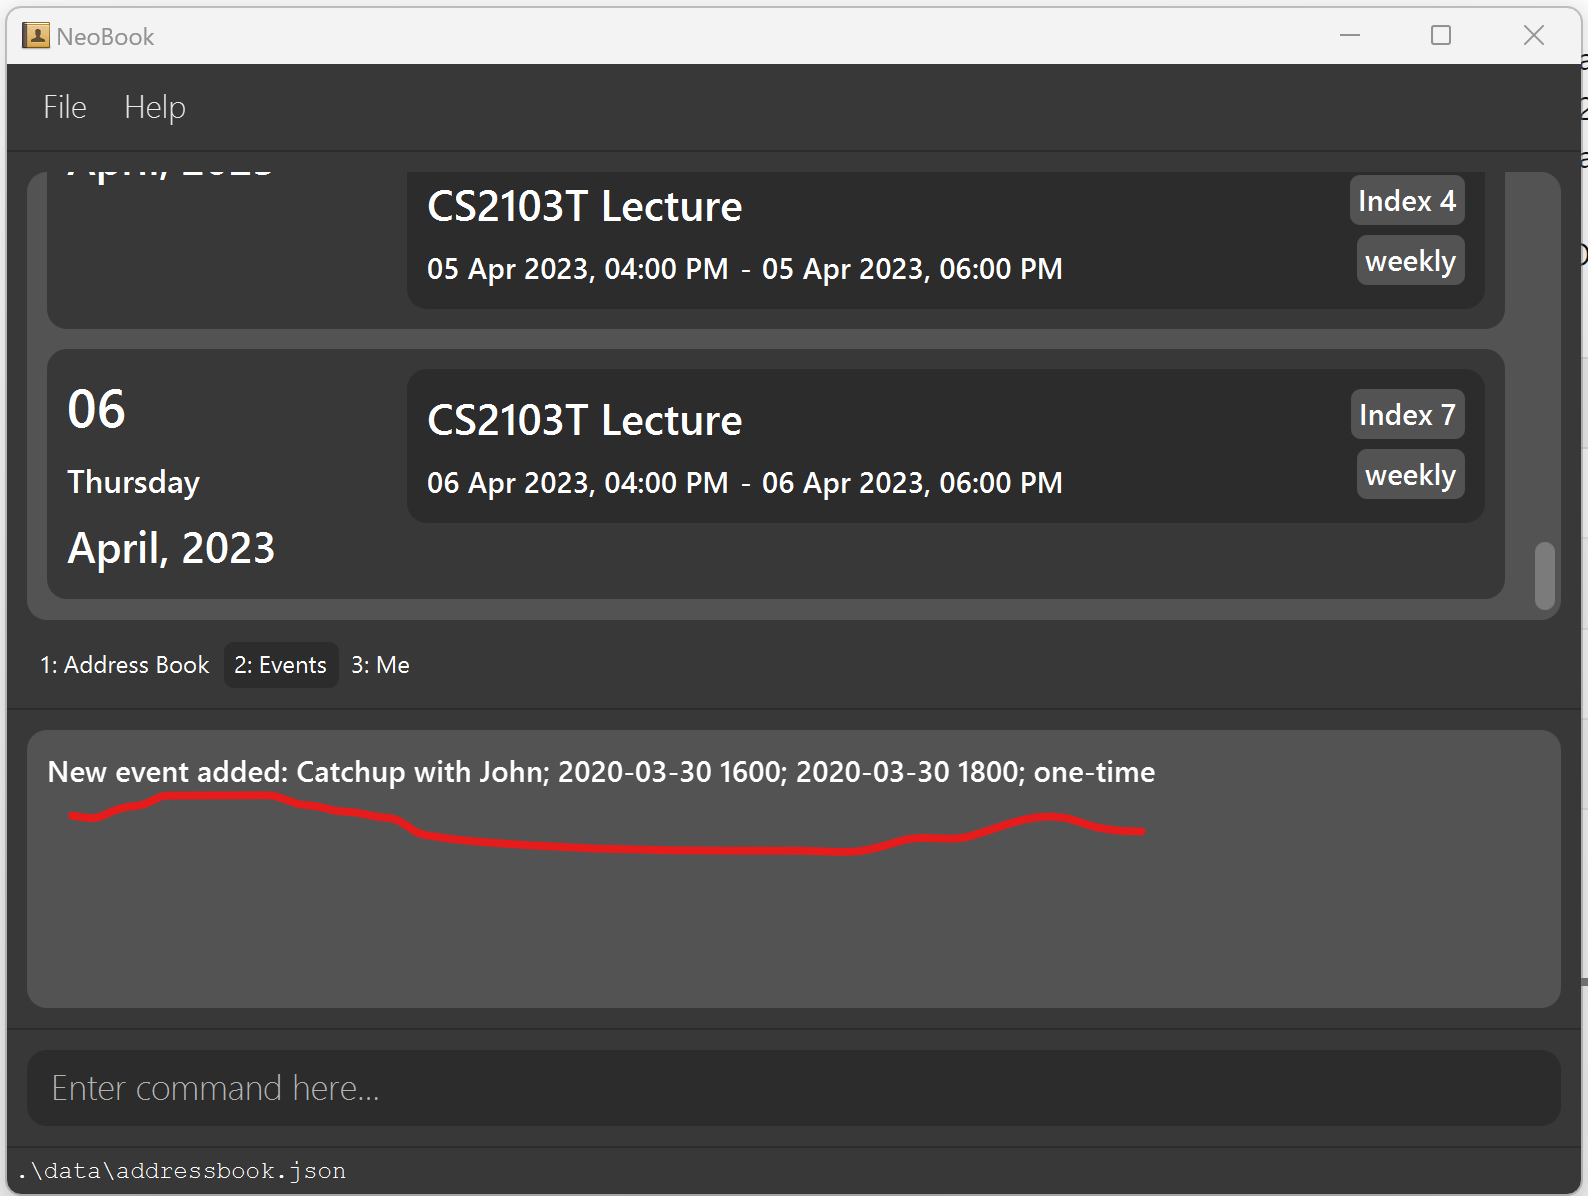 NeoBook
File Help
April, 2023
CS2103T Lecture
Index 4
05 Apr 2023, 04:00 PM - 05 Apr 2023, 06:00 PM
weekly
06
Thursday
April, 2023
CS2103T Lecture
Index 7
06 Apr 2023, 04:00 PM - 06 Apr 2023, 06:00 PM
weekly
1: Address Book 2: Events 3: Me
New event added: Catchup with John; 2020-03-30 1600; 2020-03-30 1800; one-time
Enter command here...
.\data\addressbook.json